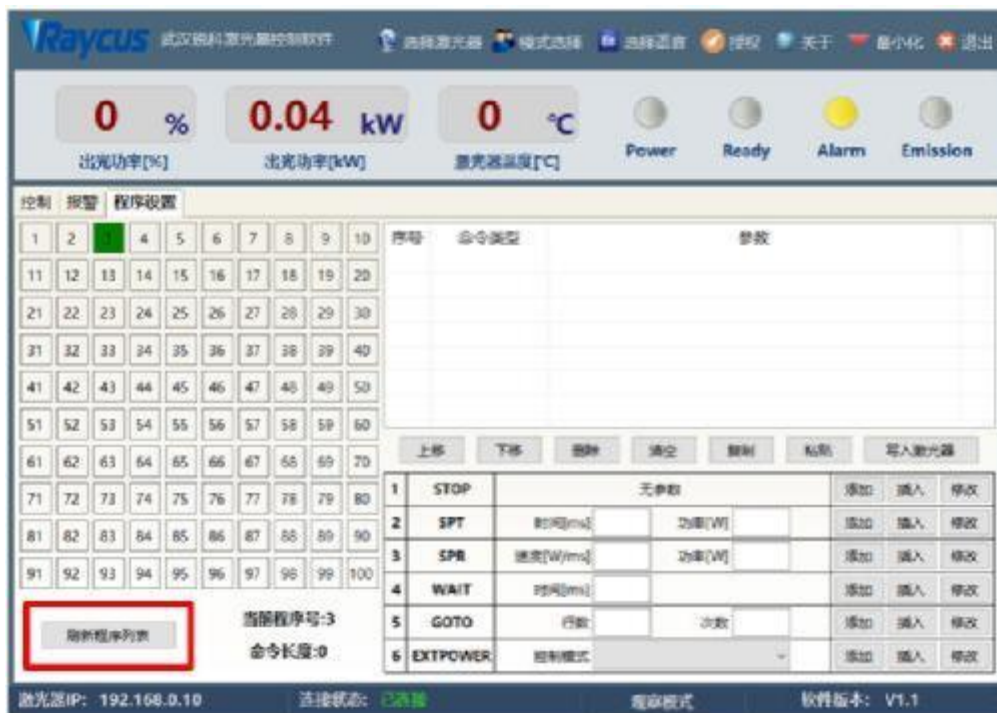 Raycus 武汉锐科激光器控制软件 选择激光器 模式选择 选择语言 授权 关于 最小化 退出
0 % 0.04 kW 0 ℃ Power Ready Alarm Emission
出光功率[%] 出光功率[kW] 激光器温度[℃]
控制 报警 程序设置
1 2 3 4 5 6 7 8 9 10 序号 命令类型 参数
11 12 13 14 15 16 17 18 19 20
21 22 23 24 25 26 27 28 29 30
31 32 33 34 35 36 37 38 39 40
41 42 43 44 45 46 47 48 49 50
51 52 53 54 55 56 57 58 59 60
上移 下移 删除 清空 复制 粘贴 写入激光器
61 62 63 64 65 66 67 68 69 70
1 STOP 无参数 添加 插入 修改
71 72 73 74 75 76 77 78 79 80
2 SPT 时间[ms] 功率[W] 添加 插入 修改
81 82 83 84 85 86 87 88 89 90
3 SPR 速度[W/ms] 功率[W] 添加 插入 修改
91 92 93 94 95 96 97 98 99 100
4 WAIT 时间[ms] 添加 插入 修改
刷新程序列表 当前程序号:3
5 GOTO 行数 次数 添加 插入 修改
命令长度:0
6 EXTPOWER 控制模式 添加 插入 修改
激光器IP: 192.168.0.10 连接状态: 已连接 观察模式 软件版本: V1.1